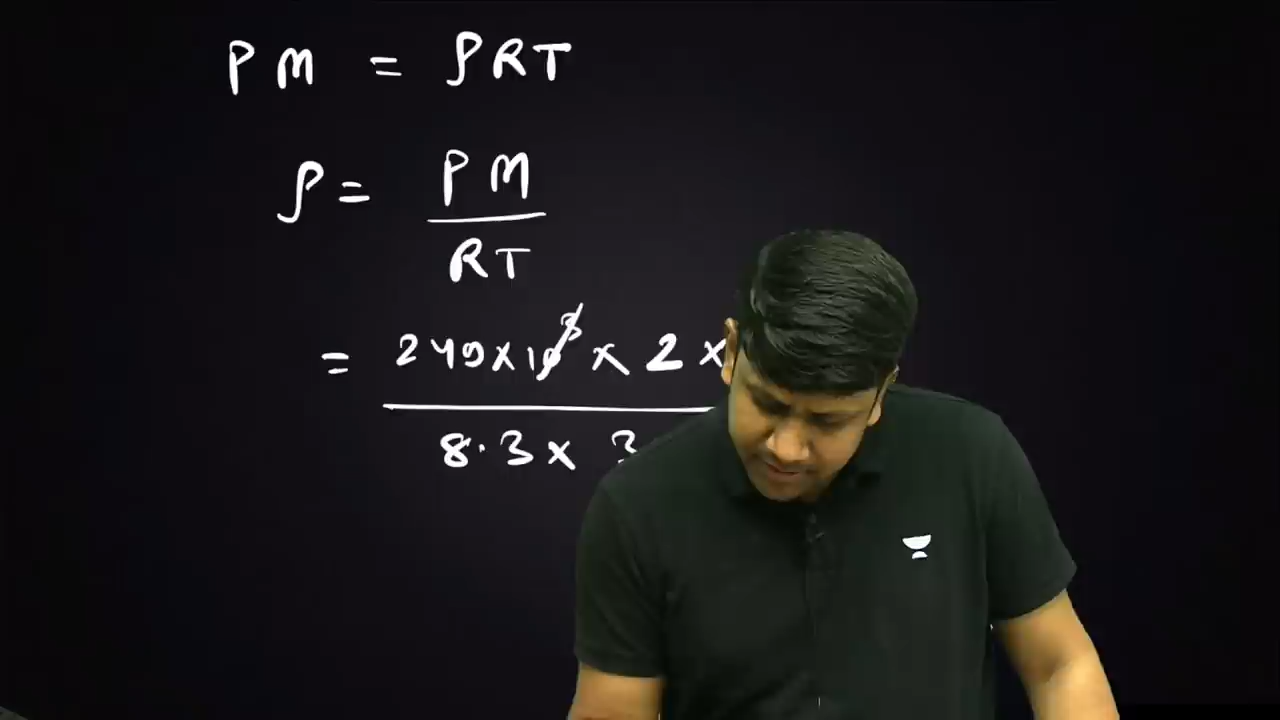 PM = ρRT
ρ = PM
RT
= 249×10³ × 2 ×
8.3 × 3